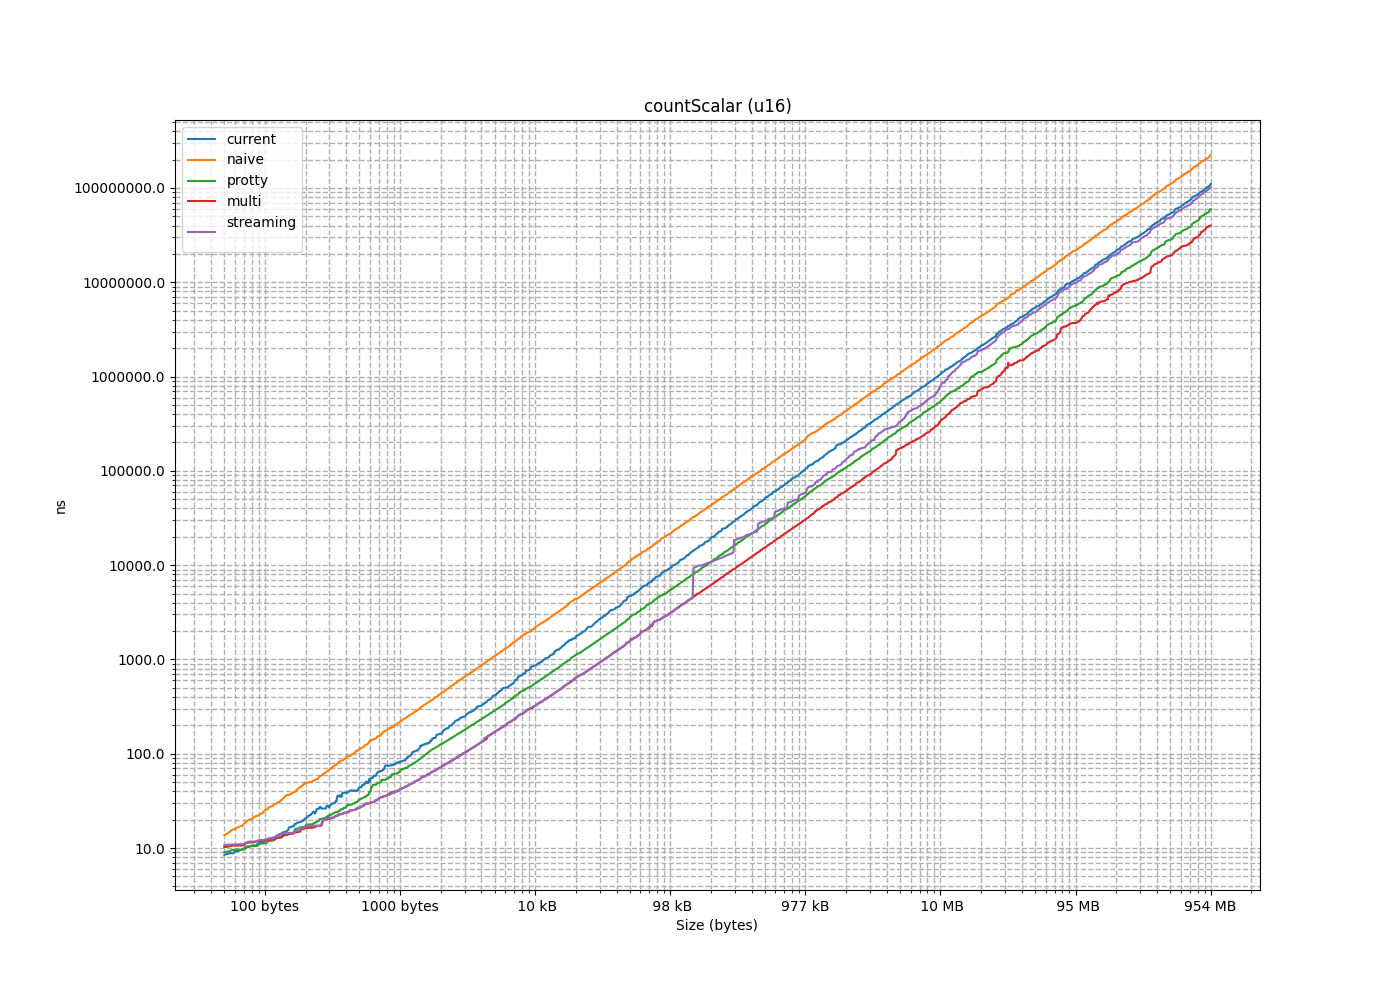 countScalar (u16)
current
naive
protty
multi
streaming
100000000.0
10000000.0
1000000.0
100000.0
10000.0
1000.0
100.0
10.0
ns
100 bytes 1000 bytes 10 kB 98 kB 977 kB 10 MB 95 MB 954 MB
Size (bytes)